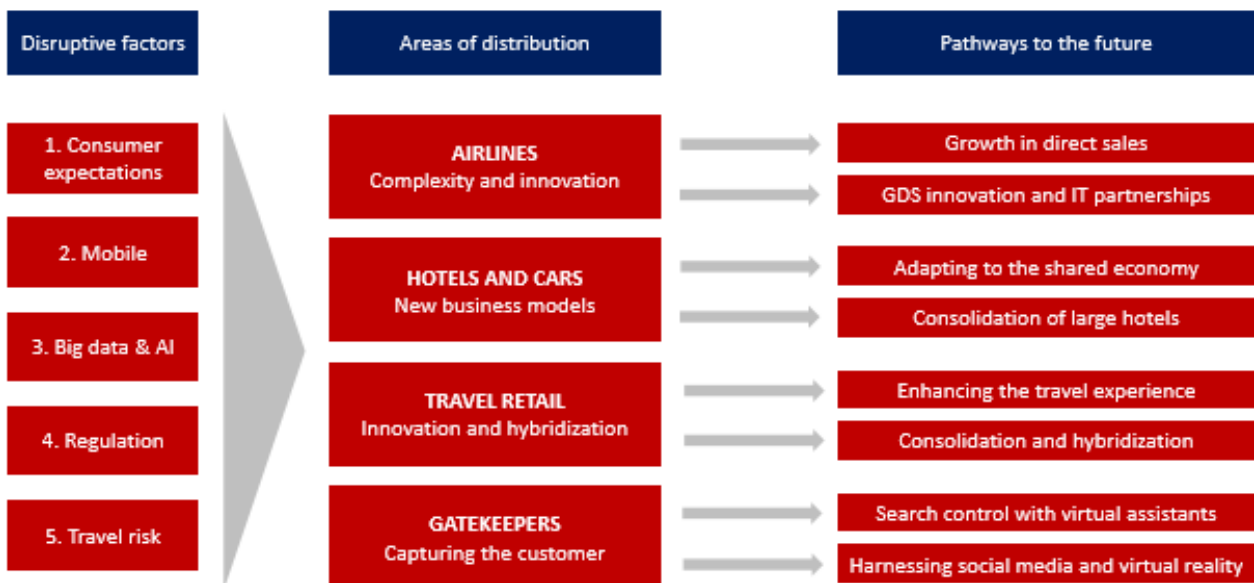 Disruptive factors
Areas of distribution
Pathways to the future
1. Consumer
expectations
2. Mobile
3. Big data & AI
4. Regulation
5. Travel risk
AIRLINES
Complexity and innovation
HOTELS AND CARS
New business models
TRAVEL RETAIL
Innovation and hybridization
GATEKEEPERS
Capturing the customer
Growth in direct sales
GDS innovation and IT partnerships
Adapting to the shared economy
Consolidation of large hotels
Enhancing the travel experience
Consolidation and hybridization
Search control with virtual assistants
Harnessing social media and virtual reality